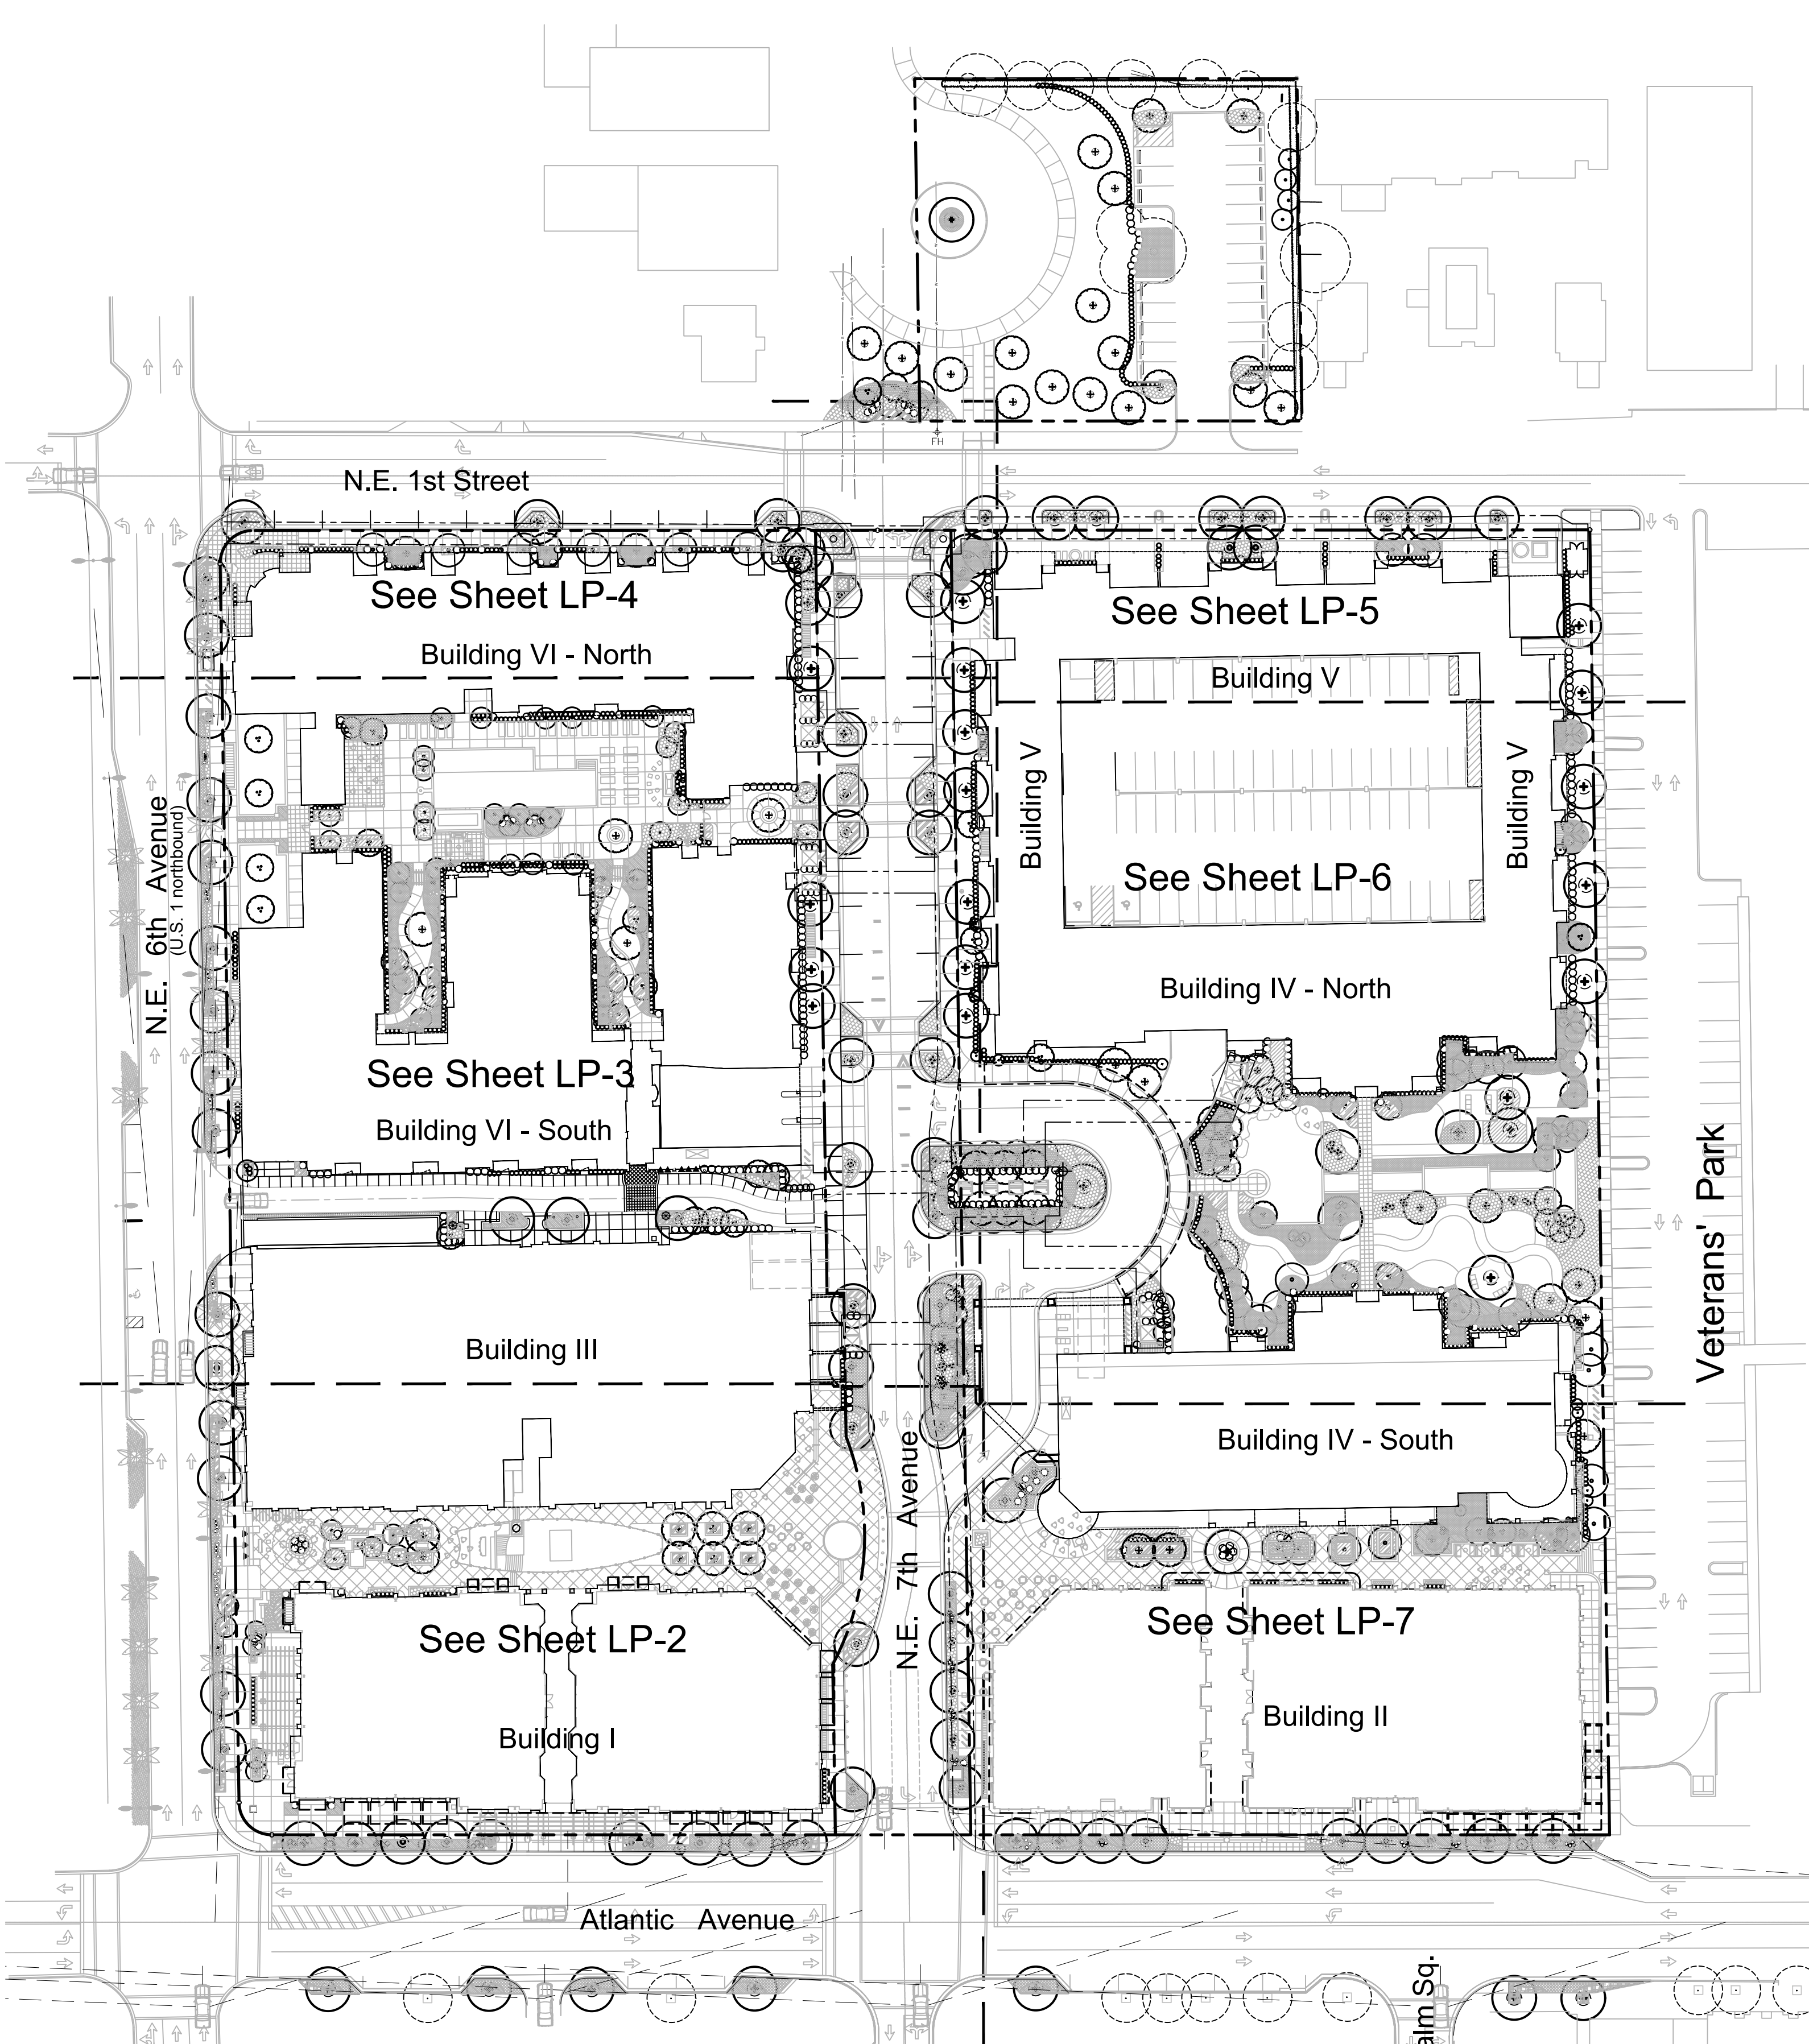 FH
N.E. 1st Street
See Sheet LP-4
See Sheet LP-5
Building VI - North
Building V
Building V
Building V
N.E. 6th Avenue
(U.S. 1 northbound)
See Sheet LP-6
Building IV - North
See Sheet LP-3
Building VI - South
Veterans' Park
Building III
Building IV - South
N.E. 7th Avenue
See Sheet LP-2
See Sheet LP-7
Building I
Building II
Atlantic Avenue
alm Sq.